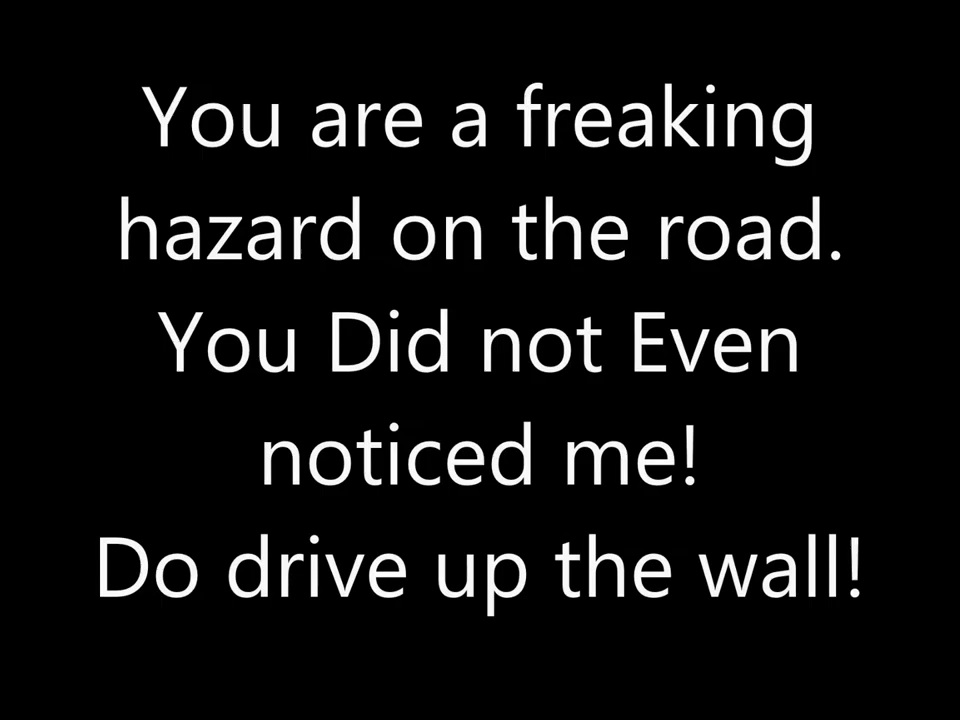 You are a freaking
hazard on the road.
You Did not Even
noticed me!
Do drive up the wall!